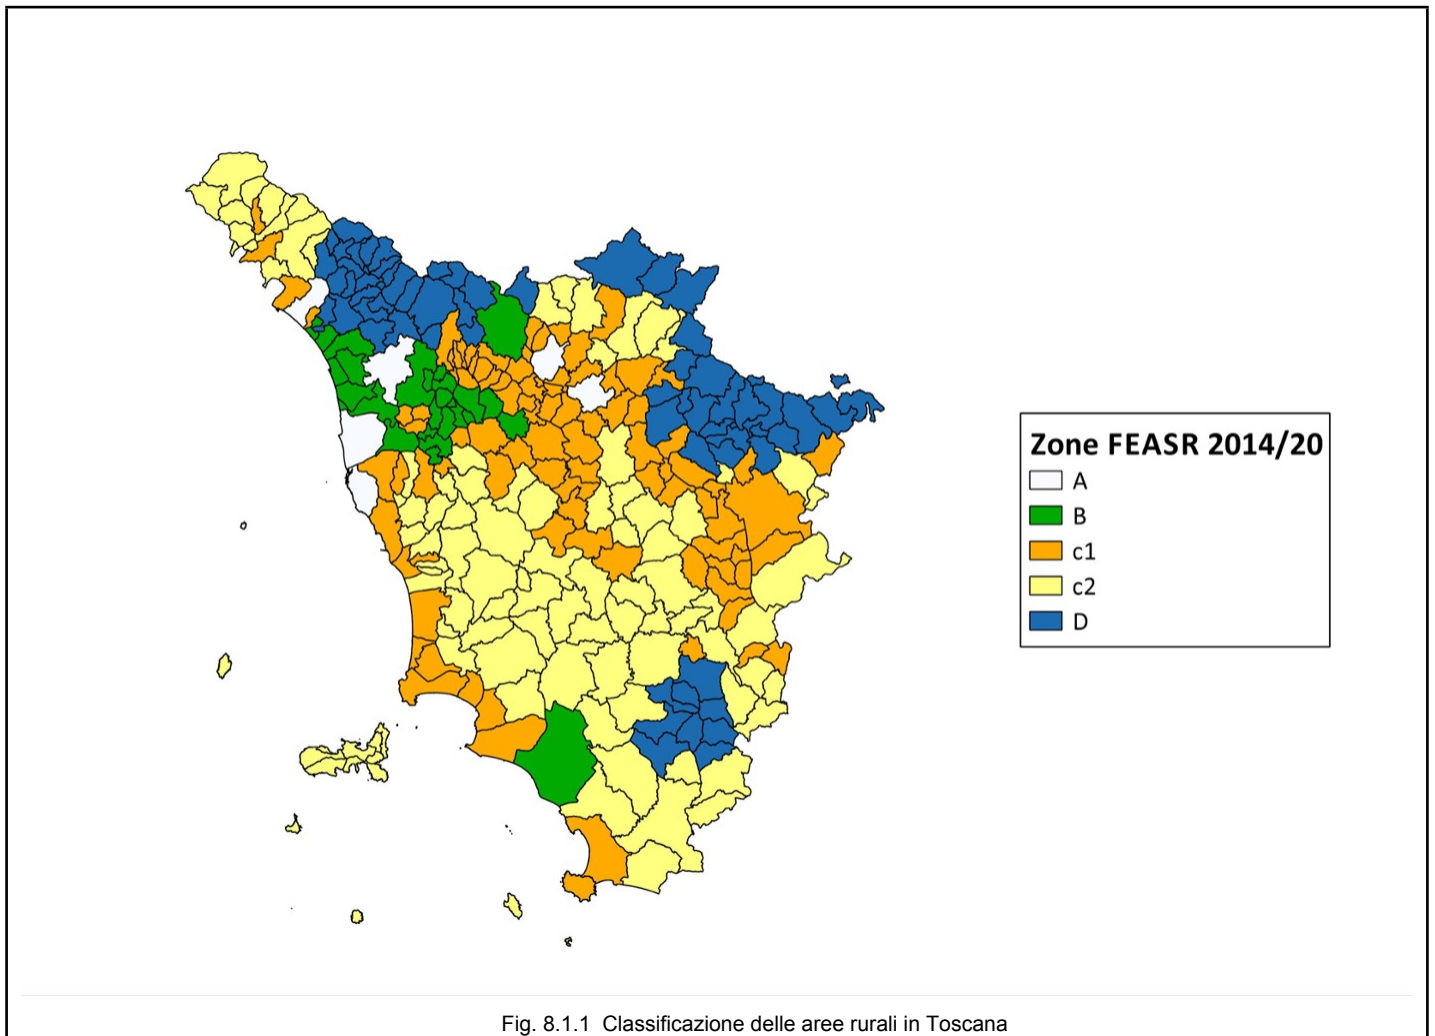 Zone FEASR 2014/20
A
B
c1
c2
D
Fig. 8.1.1 Classificazione delle aree rurali in Toscana